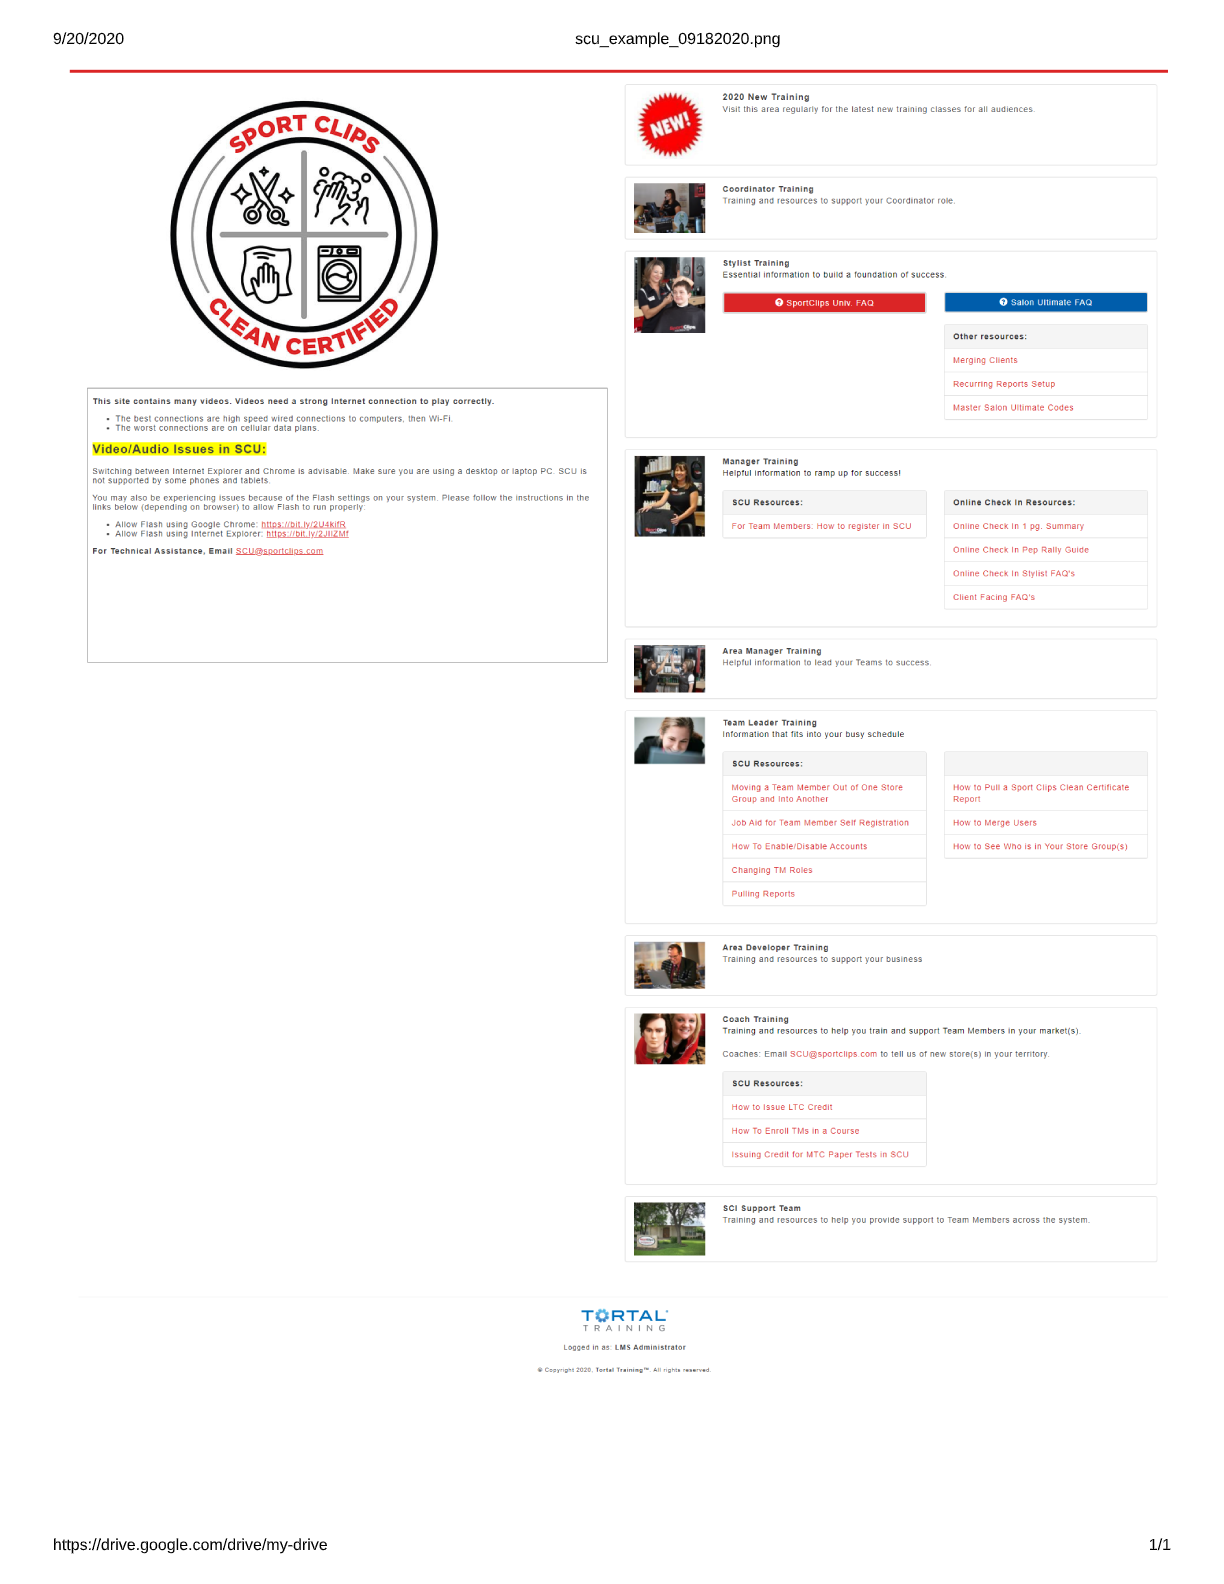 9/20/2020
scu_example_09182020.png
SPORT CLIPS
CLEAN CERTIFIED
This site contains many videos. Videos need a strong Internet connection to play correctly.
• The best connections are high speed wired connections to computers, then Wi-Fi.
• The worst connections are on cellular data plans.
Video/Audio Issues in SCU:
Switching between Internet Explorer and Chrome is advisable. Make sure you are using a desktop or laptop PC. SCU is
not supported by some phones and tablets.
You may also be experiencing issues because of the Flash settings on your system. Please follow the instructions in the
links below (depending on browser) to allow Flash to run properly:
• Allow Flash using Google Chrome: https://bit.ly/2U4kifR
• Allow Flash using Internet Explorer: https://bit.ly/2JIIZMf
For Technical Assistance, Email SCU@sportclips.com
NEW!
2020 New Training
Visit this area regularly for the latest new training classes for all audiences.
Coordinator Training
Training and resources to support your Coordinator role.
Stylist Training
Essential information to build a foundation of success.
SportClips Univ. FAQ
Salon Ultimate FAQ
Other resources:
Merging Clients
Recurring Reports Setup
Master Salon Ultimate Codes
Manager Training
Helpful information to ramp up for success!
SCU Resources:
For Team Members: How to register in SCU
Online Check In Resources:
Online Check In 1 pg. Summary
Online Check In Pep Rally Guide
Online Check In Stylist FAQ's
Client Facing FAQ's
Area Manager Training
Helpful information to lead your Teams to success.
Team Leader Training
Information that fits into your busy schedule
SCU Resources:
Moving a Team Member Out of One Store
Group and Into Another
Job Aid for Team Member Self Registration
How To Enable/Disable Accounts
Changing TM Roles
Pulling Reports
How to Pull a Sport Clips Clean Certificate
Report
How to Merge Users
How to See Who is in Your Store Group(s)
Area Developer Training
Training and resources to support your business
Coach Training
Training and resources to help you train and support Team Members in your market(s).
Coaches: Email SCU@sportclips.com to tell us of new store(s) in your territory.
SCU Resources:
How to Issue LTC Credit
How To Enroll TMs in a Course
Issuing Credit for MTC Paper Tests in SCU
SCI Support Team
Training and resources to help you provide support to Team Members across the system.
TORTAL
TRAINING
Logged in as: LMS Administrator
© Copyright 2020, Tortal Training™. All rights reserved.
https://drive.google.com/drive/my-drive
1/1